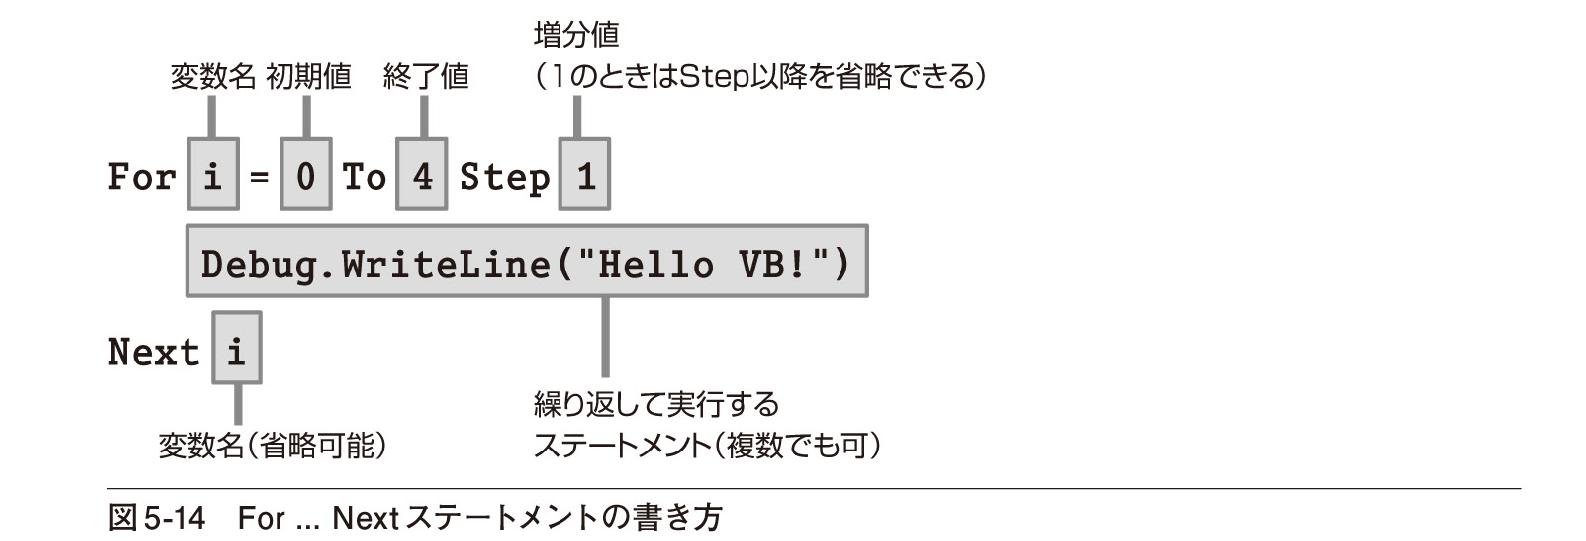 増分値
変数名 初期値 終了値 （1のときはStep以降を省略できる）
For i = 0 To 4 Step 1
Debug.WriteLine("Hello VB!")
Next i
繰り返して実行する
変数名（省略可能） ステートメント（複数でも可）
図5-14 For ... Nextステートメントの書き方